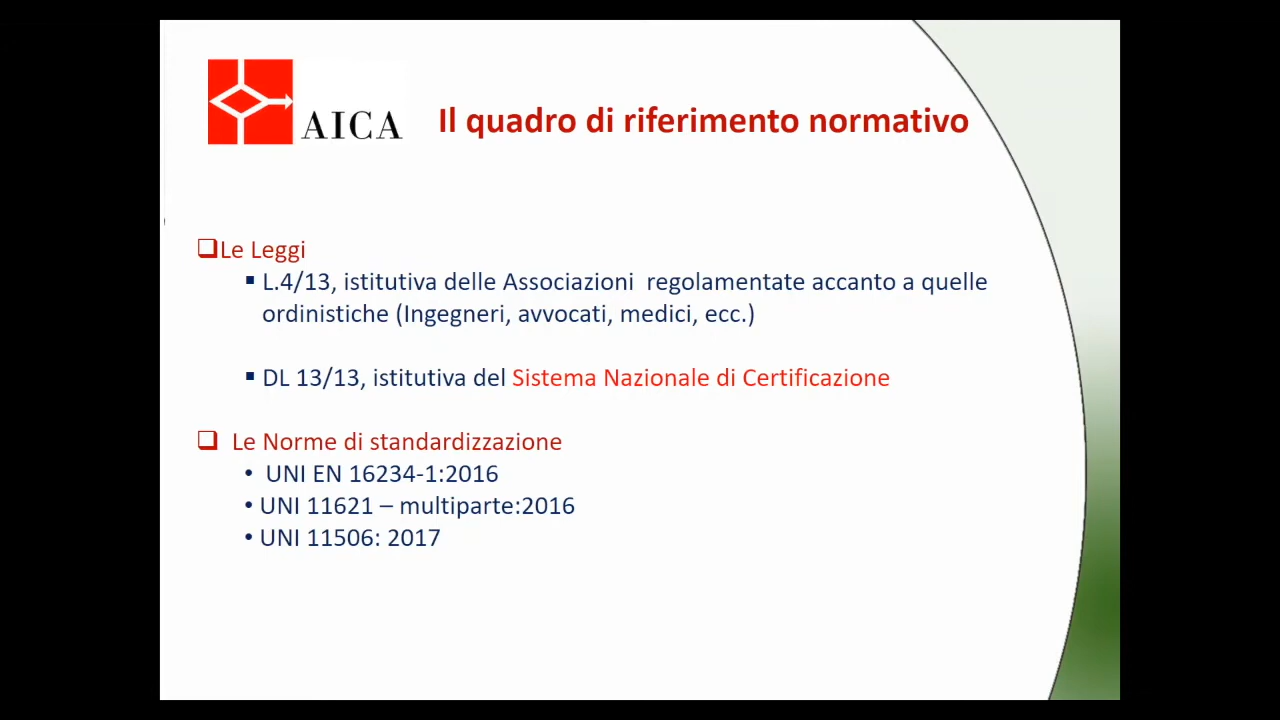 AICA
Il quadro di riferimento normativo
Le Leggi
L.4/13, istitutiva delle Associazioni regolamentate accanto a quelle
ordinistiche (Ingegneri, avvocati, medici, ecc.)
DL 13/13, istitutiva del Sistema Nazionale di Certificazione
Le Norme di standardizzazione
• UNI EN 16234-1:2016
• UNI 11621 – multiparte:2016
• UNI 11506: 2017